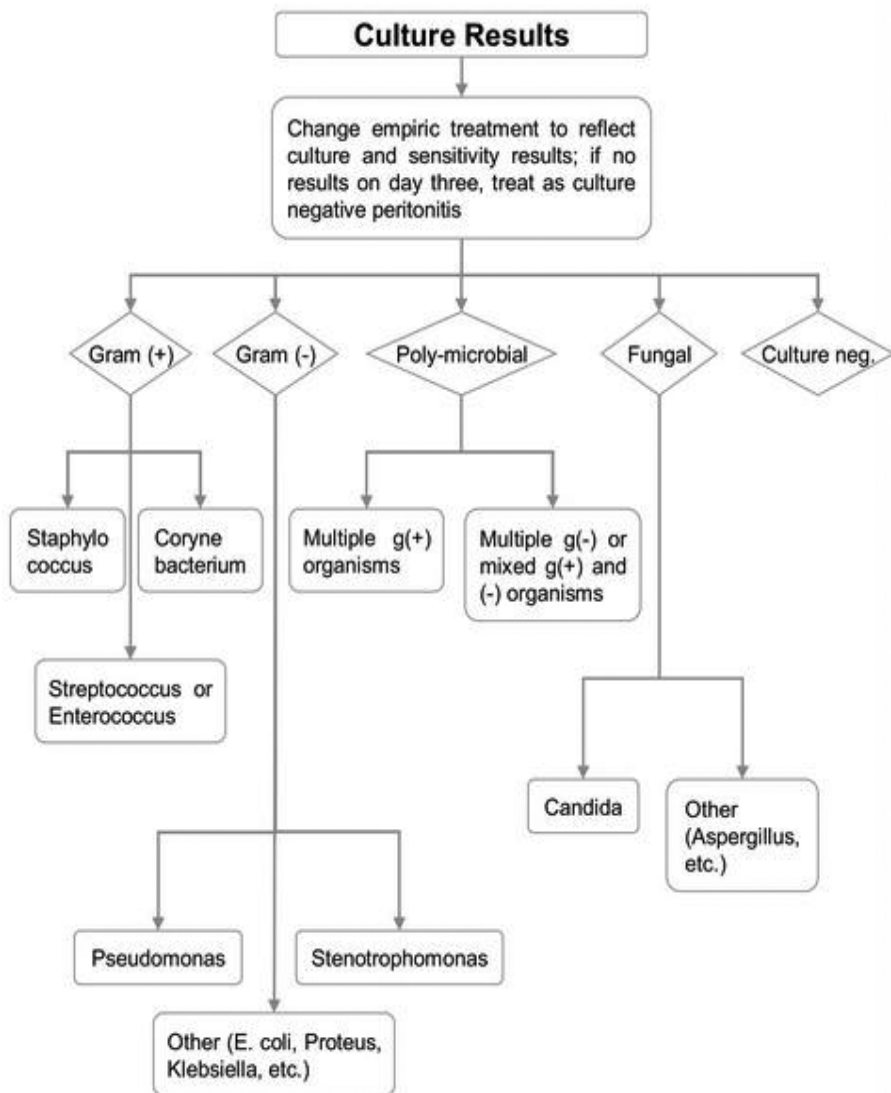 Culture Results
Change empiric treatment to reflect
culture and sensitivity results; if no
results on day three, treat as culture
negative peritonitis
Gram (+)
Gram (-)
Poly-microbial
Fungal
Culture neg.
Staphylo
coccus
Coryne
bacterium
Multiple g(+)
organisms
Multiple g(-) or
mixed g(+) and
(-) organisms
Streptococcus or
Enterococcus
Candida
Other
(Aspergillus,
etc.)
Pseudomonas
Stenotrophomonas
Other (E. coli, Proteus,
Klebsiella, etc.)